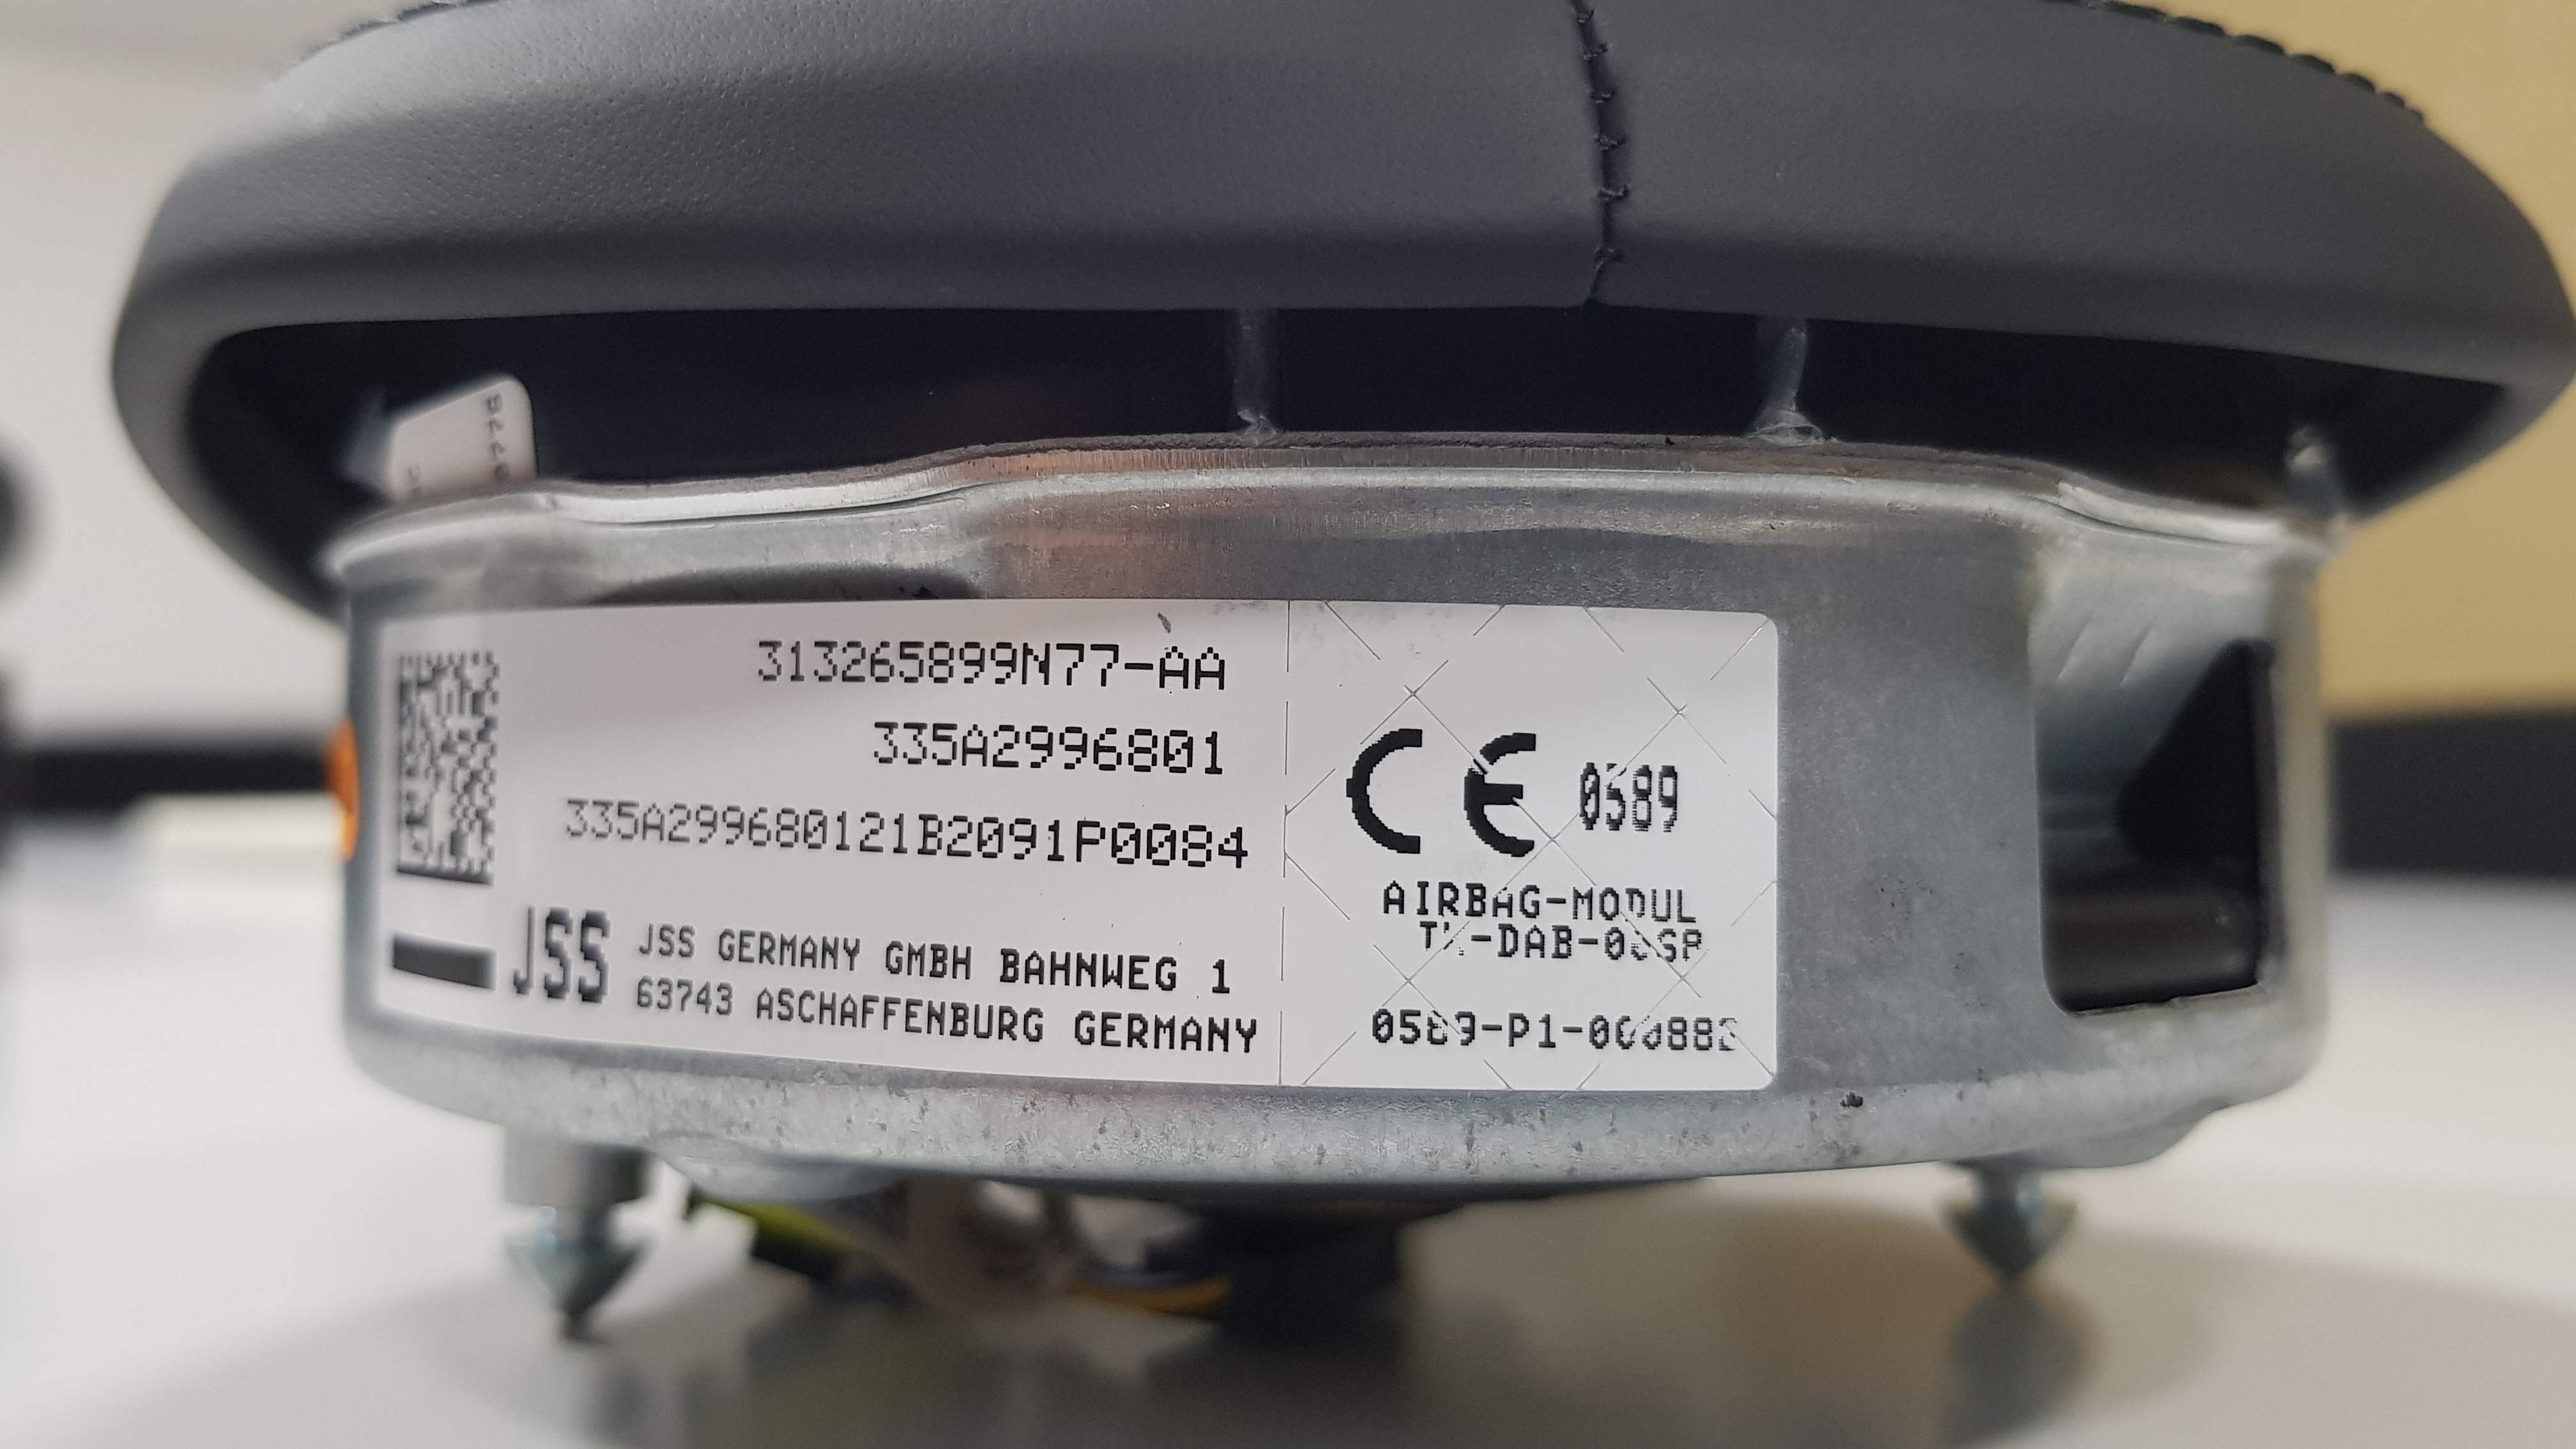 313265899N77-AA
335A2996801
335A299680121B2091P0084
JSS
JSS GERMANY GMBH BAHNWEG 1
63743 ASCHAFFENBURG GERMANY
CE 0589
AIRBAG-MODUL